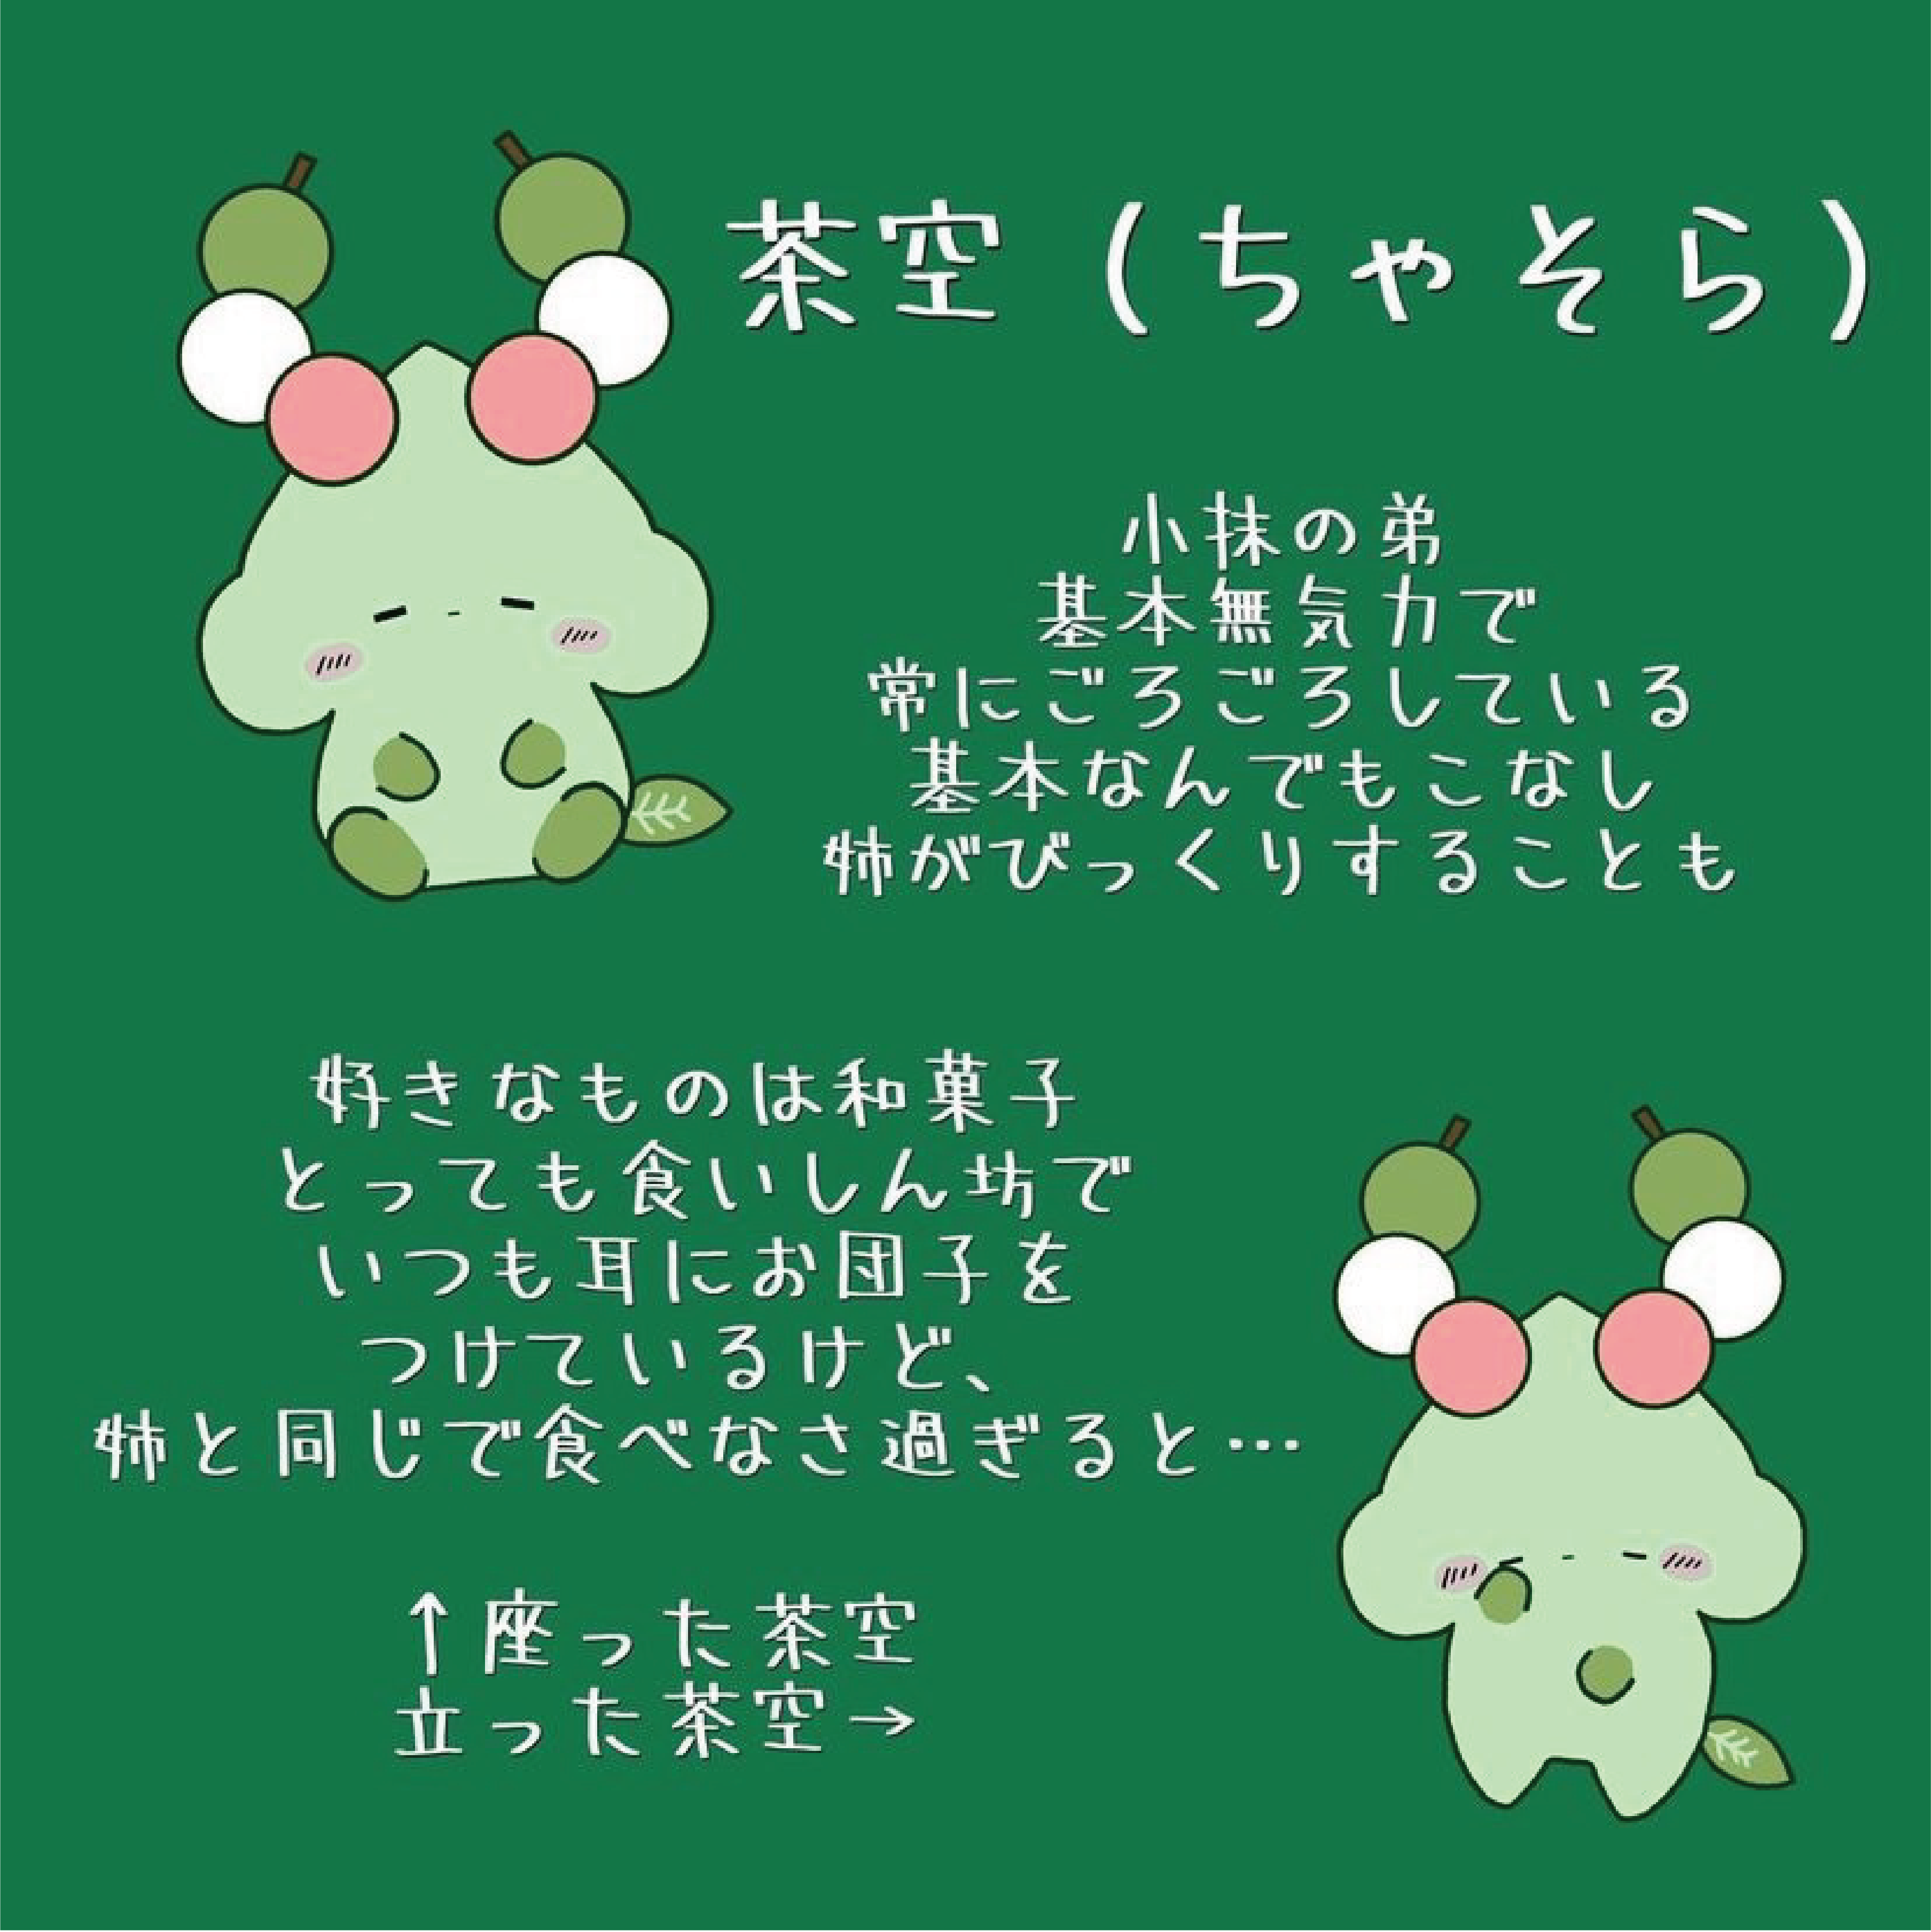 茶空(ちゃそら)
小抹の弟
基本無気力で
常にごろごろしている
基本なんでもこなし
姉がびっくりすることも
好きなものは和菓子
とっても食いしん坊で
いつも耳にお団子を
つけているけど、
姉と同じで食べなさ過ぎると…
↑座った茶空
立った茶空→